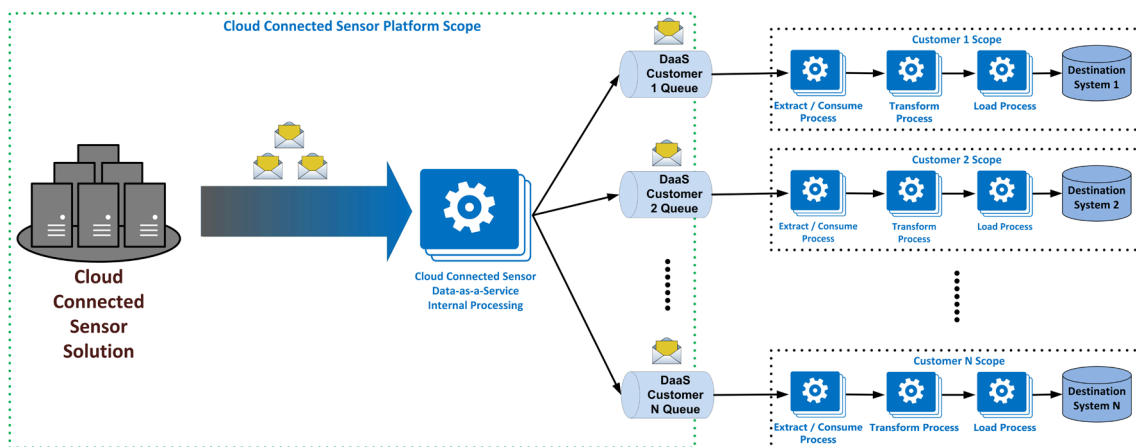 Cloud Connected Sensor Platform Scope
Cloud
Connected
Sensor
Solution
Cloud Connected Sensor
Data-as-a-Service
Internal Processing
DaaS
Customer
1 Queue
DaaS
Customer
2 Queue
DaaS
Customer
N Queue
Customer 1 Scope
Extract / Consume
Process
Transform
Process
Load Process
Destination
System 1
Customer 2 Scope
Extract / Consume
Process
Transform
Process
Load Process
Destination
System 2
Customer N Scope
Extract / Consume
Process
Transform Process
Load Process
Destination
System N